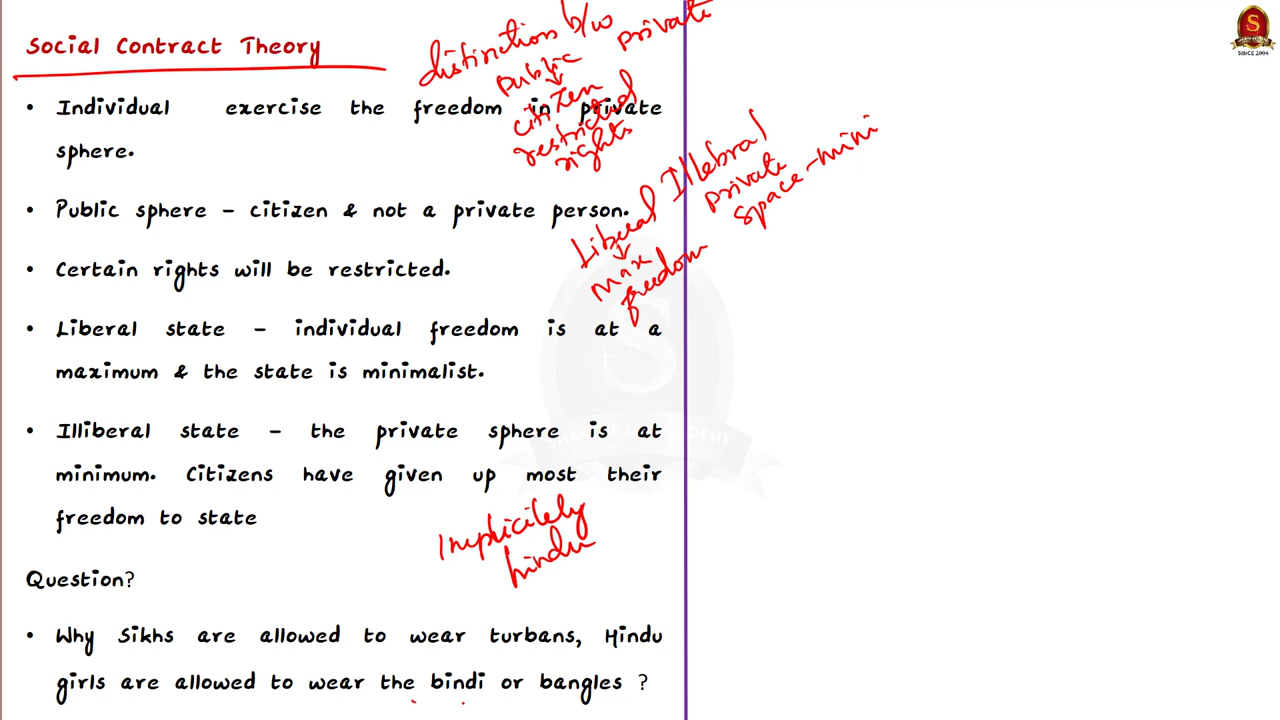 Social Contract Theory
distinction b/w
public private
citizen
restricted
rights
• Individual exercise the freedom in private
sphere.
Liberal Illebral
max
freedom
private
space - mini
• Public sphere – citizen & not a private person.
• Certain rights will be restricted.
• Liberal state – individual freedom is at a
maximum & the state is minimalist.
• Illiberal state – the private sphere is at
minimum. Citizens have given up most their
freedom to state
Implicitely
hindu
Question?
• Why Sikhs are allowed to wear turbans, Hindu
girls are allowed to wear the bindi or bangles ?
SINCE 2004